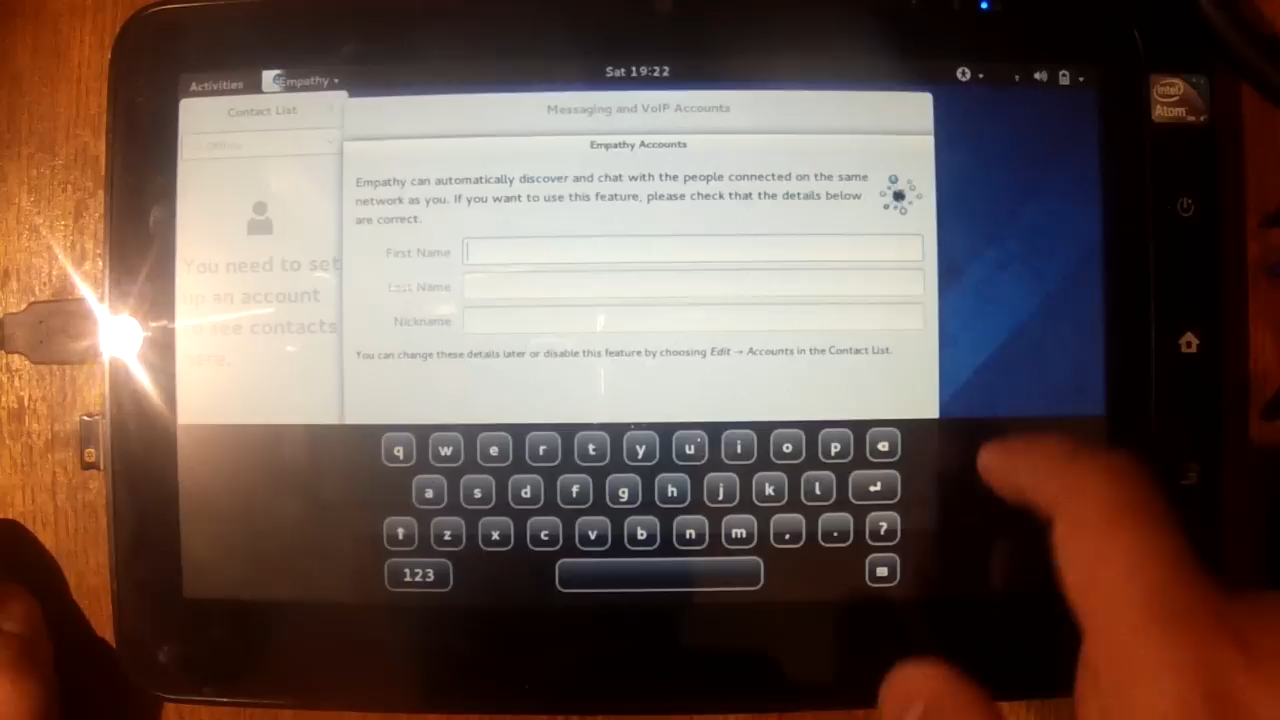 Activities
Empathy
Sat 19:22
intel
Atom
Contact List
Messaging and VoIP Accounts
Offline
Empathy Accounts
Empathy can automatically discover and chat with the people connected on the same
network as you. If you want to use this feature, please check that the details below
are correct.
You need to set
up an account
to see contacts
here.
First Name
Last Name
Nickname
You can change these details later or disable this feature by choosing Edit → Accounts in the Contact List.
q w e r t y u i o p
a s d f g h j k l
z x c v b n m , . ?
123